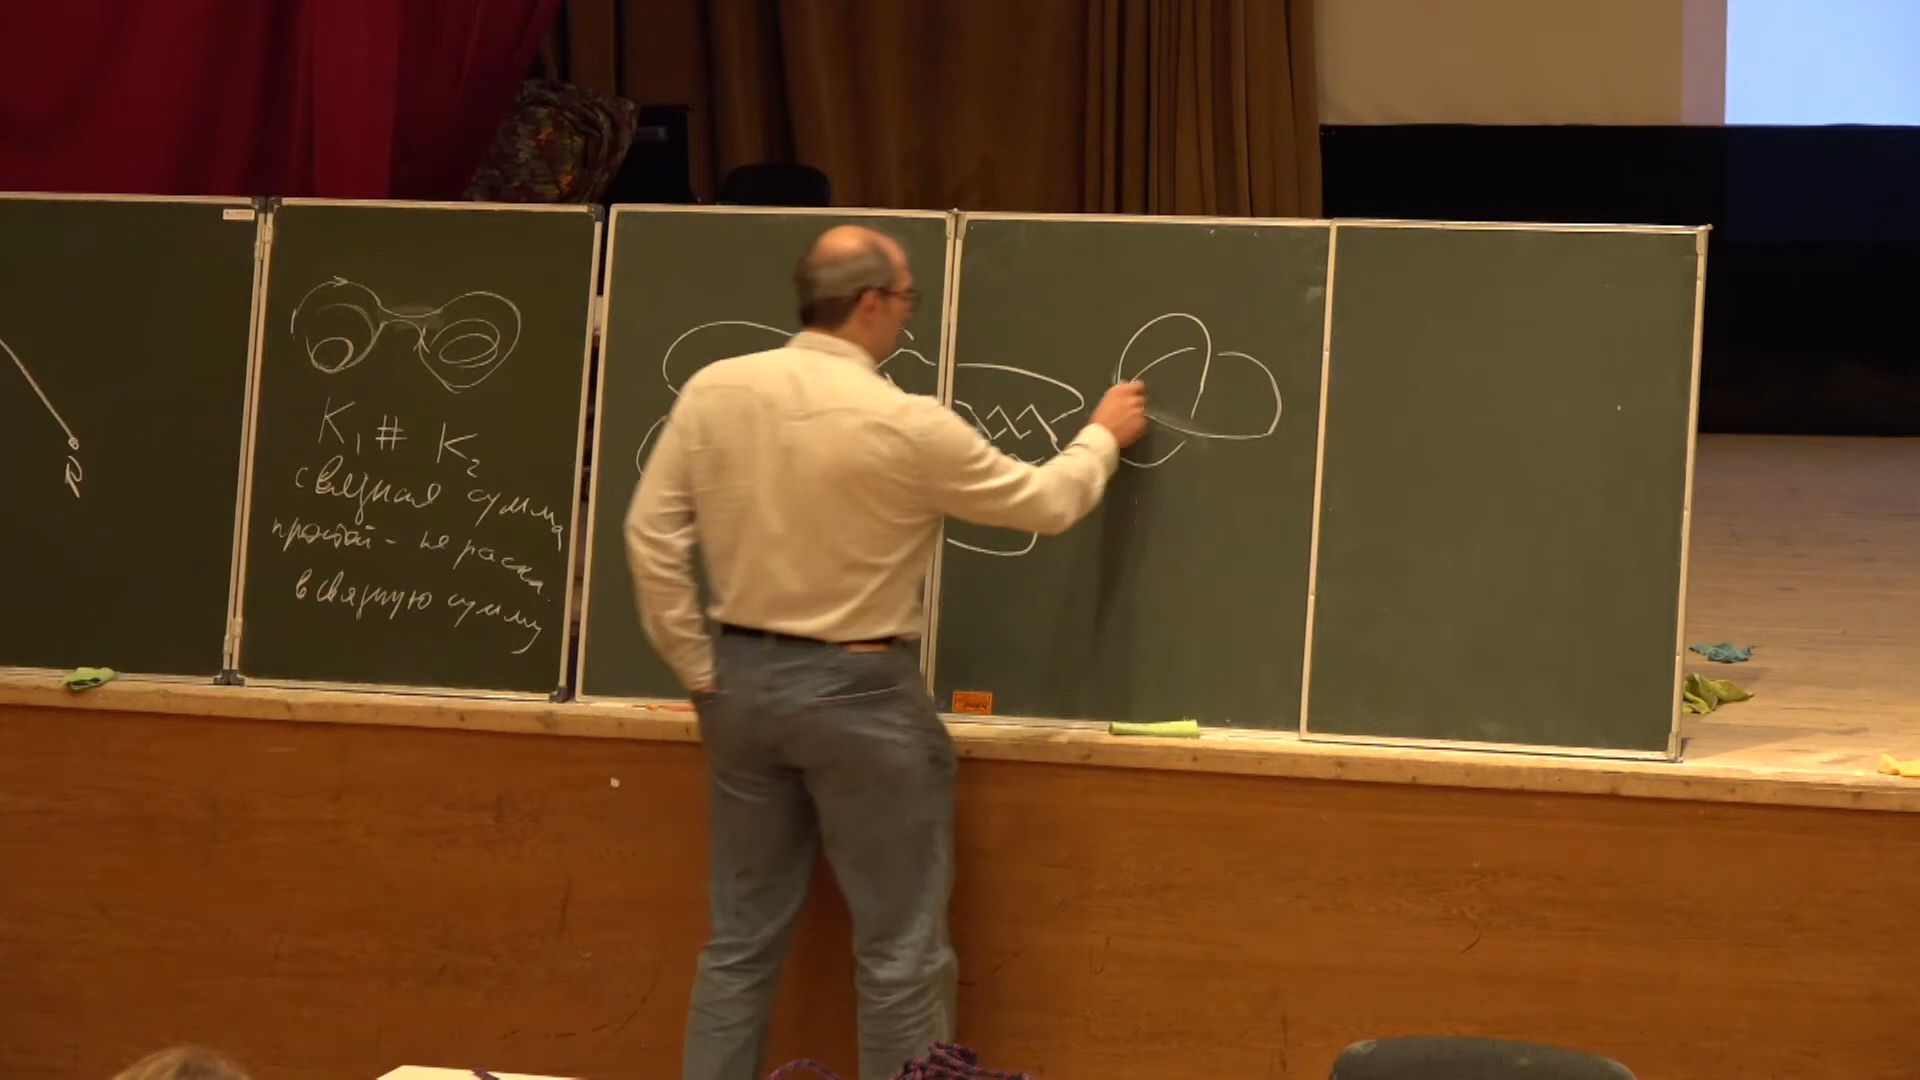 K₁ # K₂
связная сумма
простой - не раскл.
в связную сумму